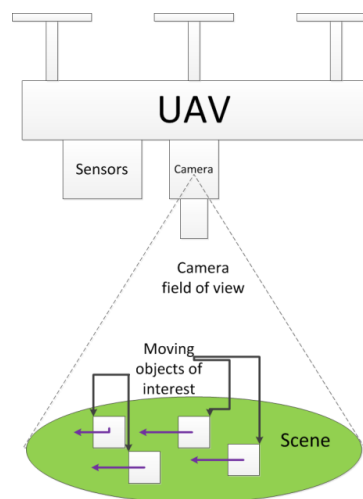 UAV
Sensors
Camera
Camera
field of view
Moving
objects of
interest
Scene